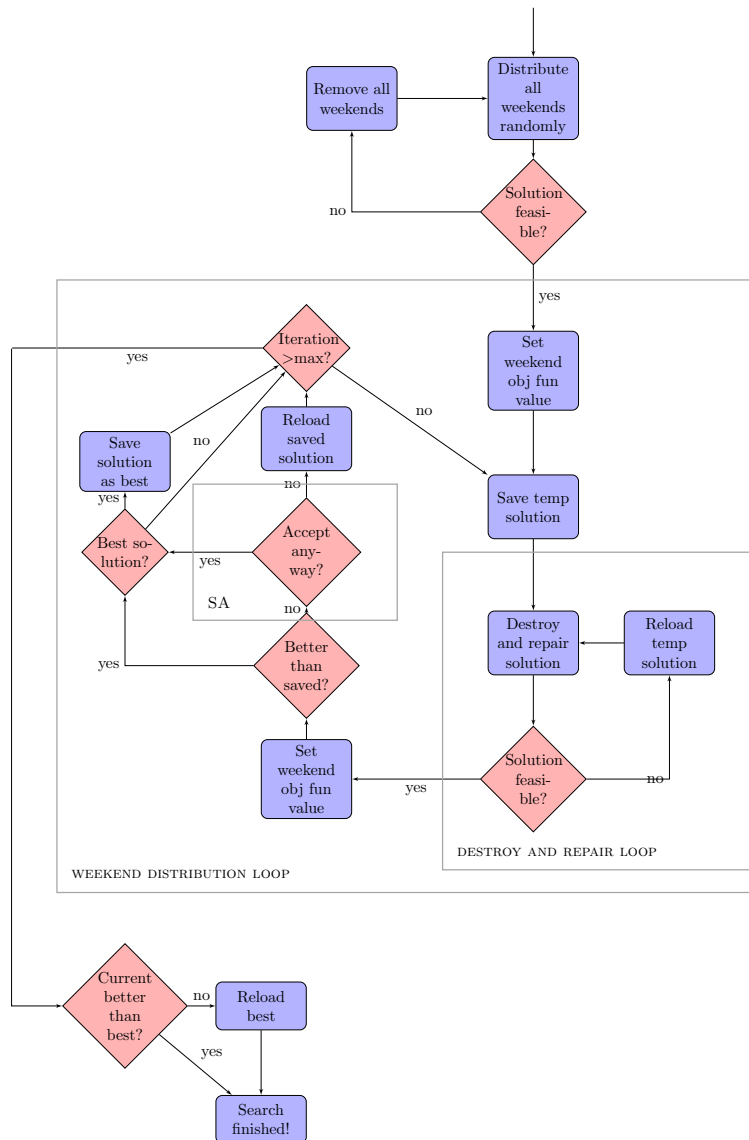 Distribute
all
weekends
randomly
Remove all
weekends
Solution
feasi-
ble?
no
yes
Set
weekend
obj fun
value
Iteration
>max?
yes
no
Reload
saved
solution
Save
solution
as best
no
yes
no
Save temp
solution
Best so-
lution?
yes
Accept
any-
way?
SA
no
Better
than
saved?
yes
Destroy
and repair
solution
Reload
temp
solution
Set
weekend
obj fun
value
yes
Solution
feasi-
ble?
no
DESTROY AND REPAIR LOOP
WEEKEND DISTRIBUTION LOOP
Current
better
than
best?
no
Reload
best
yes
Search
finished!